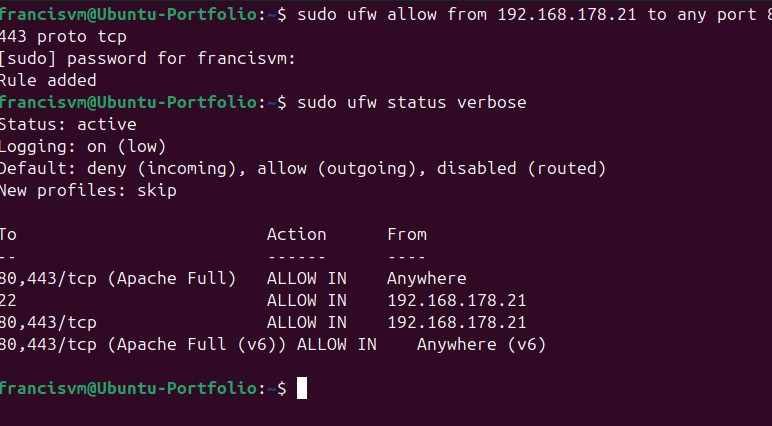 francisvm@Ubuntu-Portfolio:~$ sudo ufw allow from 192.168.178.21 to any port 8
443 proto tcp
[sudo] password for francisvm:
Rule added
francisvm@Ubuntu-Portfolio:~$ sudo ufw status verbose
Status: active
Logging: on (low)
Default: deny (incoming), allow (outgoing), disabled (routed)
New profiles: skip
To                         Action      From
--                         ------      ----
80,443/tcp (Apache Full)   ALLOW IN    Anywhere
22                         ALLOW IN    192.168.178.21
80,443/tcp                 ALLOW IN    192.168.178.21
80,443/tcp (Apache Full (v6)) ALLOW IN    Anywhere (v6)
francisvm@Ubuntu-Portfolio:~$